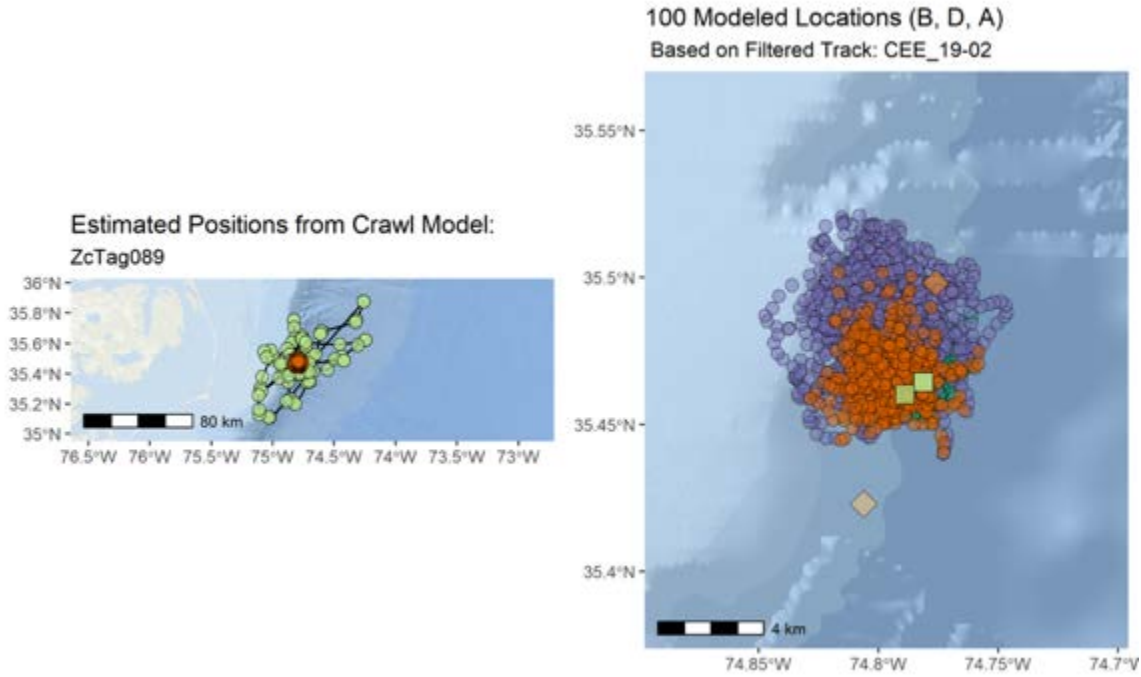 100 Modeled Locations (B, D, A)
Based on Filtered Track: CEE_19-02
35.55°N
35.5°N
35.45°N
35.4°N
4 km
74.85°W 74.8°W 74.75°W 74.7°W
Estimated Positions from Crawl Model:
ZcTag089
36°N
35.8°N
35.6°N
35.4°N
35.2°N
35°N
80 km
76.5°W 76°W 75.5°W 75°W 74.5°W 74°W 73.5°W 73°W